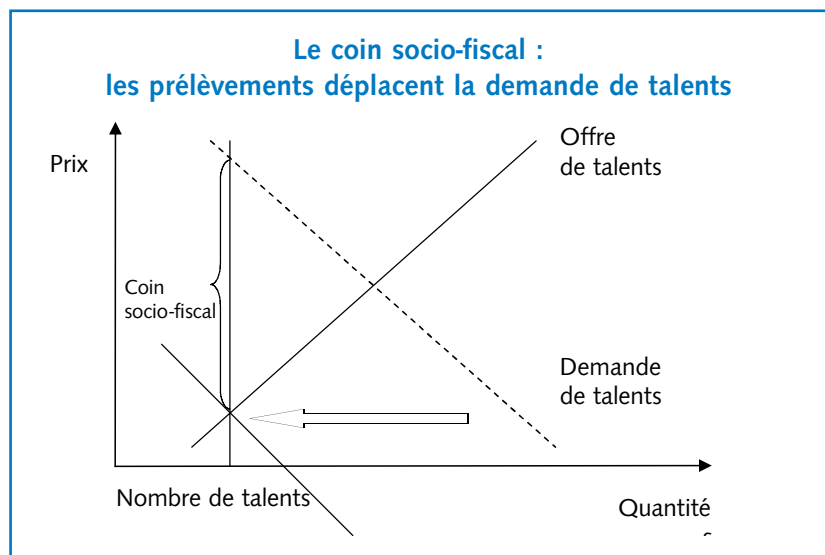 Le coin socio-fiscal :
les prélèvements déplacent la demande de talents
Prix
Offre
de talents
Coin
socio-fiscal
Demande
de talents
Nombre de talents
Quantité